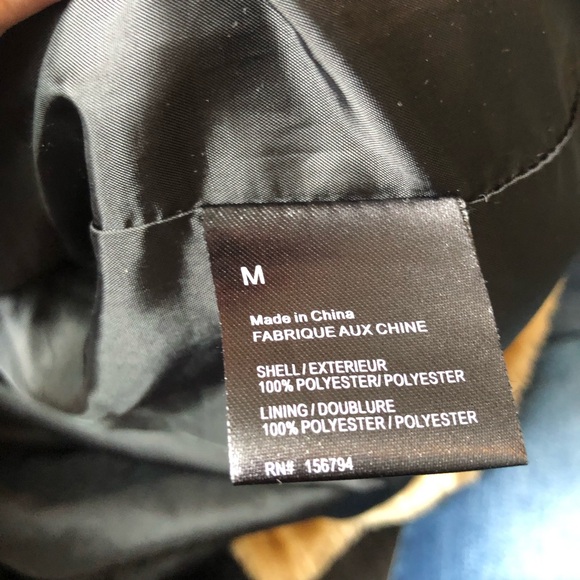 M
Made in China
FABRIQUE AUX CHINE
SHELL/EXTERIEUR
100% POLYESTER/POLYESTER
LINING/DOUBLURE
100% POLYESTER/POLYESTER
RN# 156794